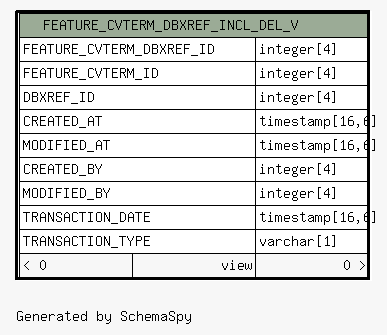 FEATURE_CVTERM_DBXREF_INCL_DEL_V
FEATURE_CVTERM_DBXREF_ID integer[4]
FEATURE_CVTERM_ID integer[4]
DBXREF_ID integer[4]
CREATED_AT timestamp[16,6]
MODIFIED_AT timestamp[16,6]
CREATED_BY integer[4]
MODIFIED_BY integer[4]
TRANSACTION_DATE timestamp[16,6]
TRANSACTION_TYPE varchar[1]
< 0 view 0 >
Generated by SchemaSpy